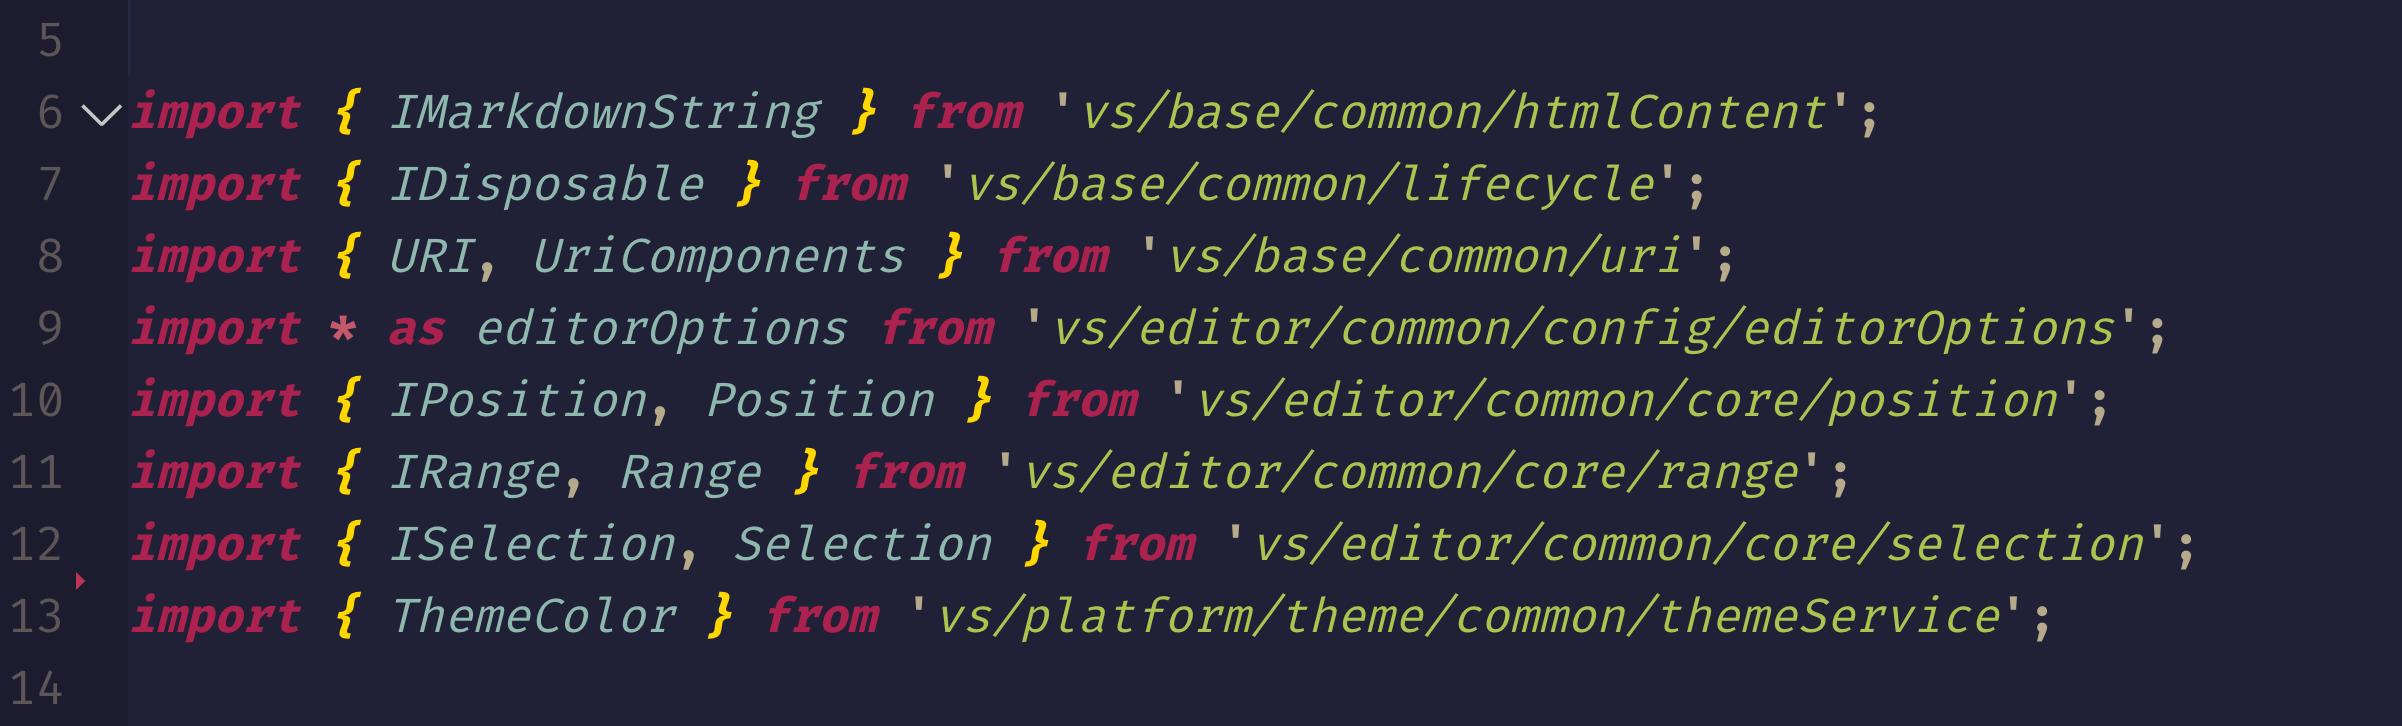 5
6 import { IMarkdownString } from 'vs/base/common/htmlContent';
7 import { IDisposable } from 'vs/base/common/lifecycle';
8 import { URI, UriComponents } from 'vs/base/common/uri';
9 import * as editorOptions from 'vs/editor/common/config/editorOptions';
10 import { IPosition, Position } from 'vs/editor/common/core/position';
11 import { IRange, Range } from 'vs/editor/common/core/range';
12 import { ISelection, Selection } from 'vs/editor/common/core/selection';
13 import { ThemeColor } from 'vs/platform/theme/common/themeService';
14